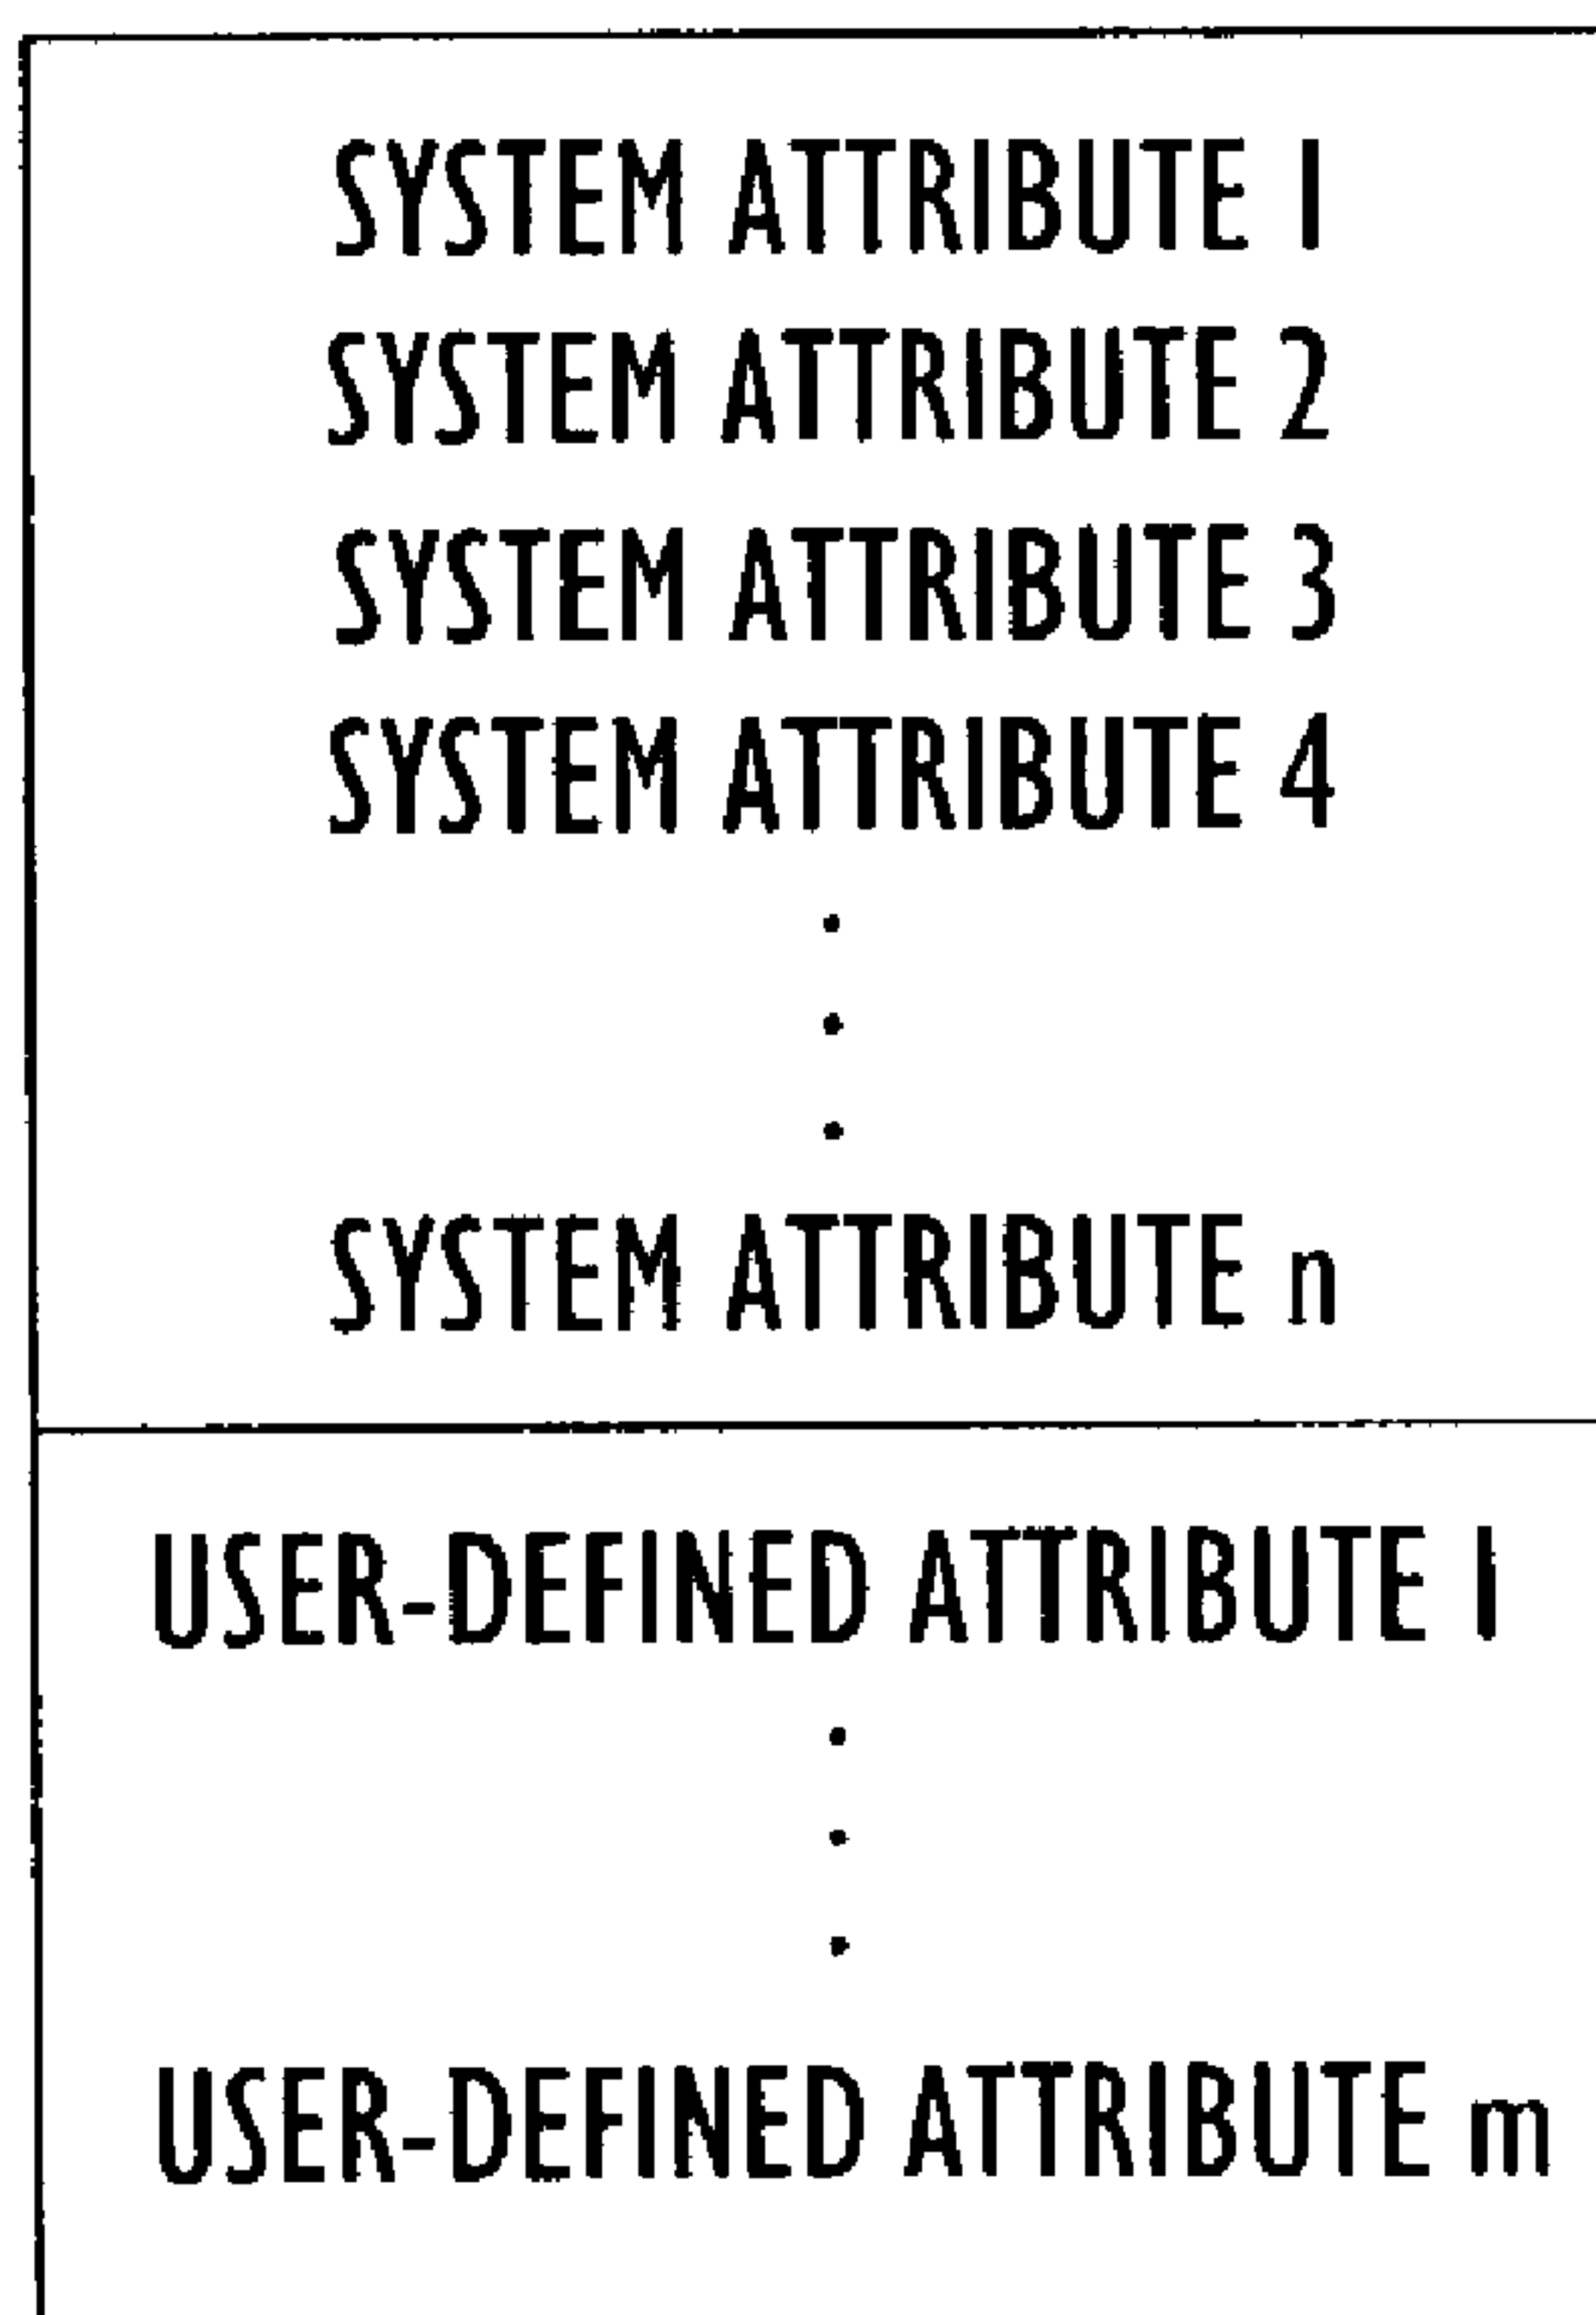 SYSTEM ATTRIBUTE 1
SYSTEM ATTRIBUTE 2
SYSTEM ATTRIBUTE 3
SYSTEM ATTRIBUTE 4
.
.
.
SYSTEM ATTRIBUTE n
USER-DEFINED ATTRIBUTE 1
.
.
.
USER-DEFINED ATTRIBUTE m